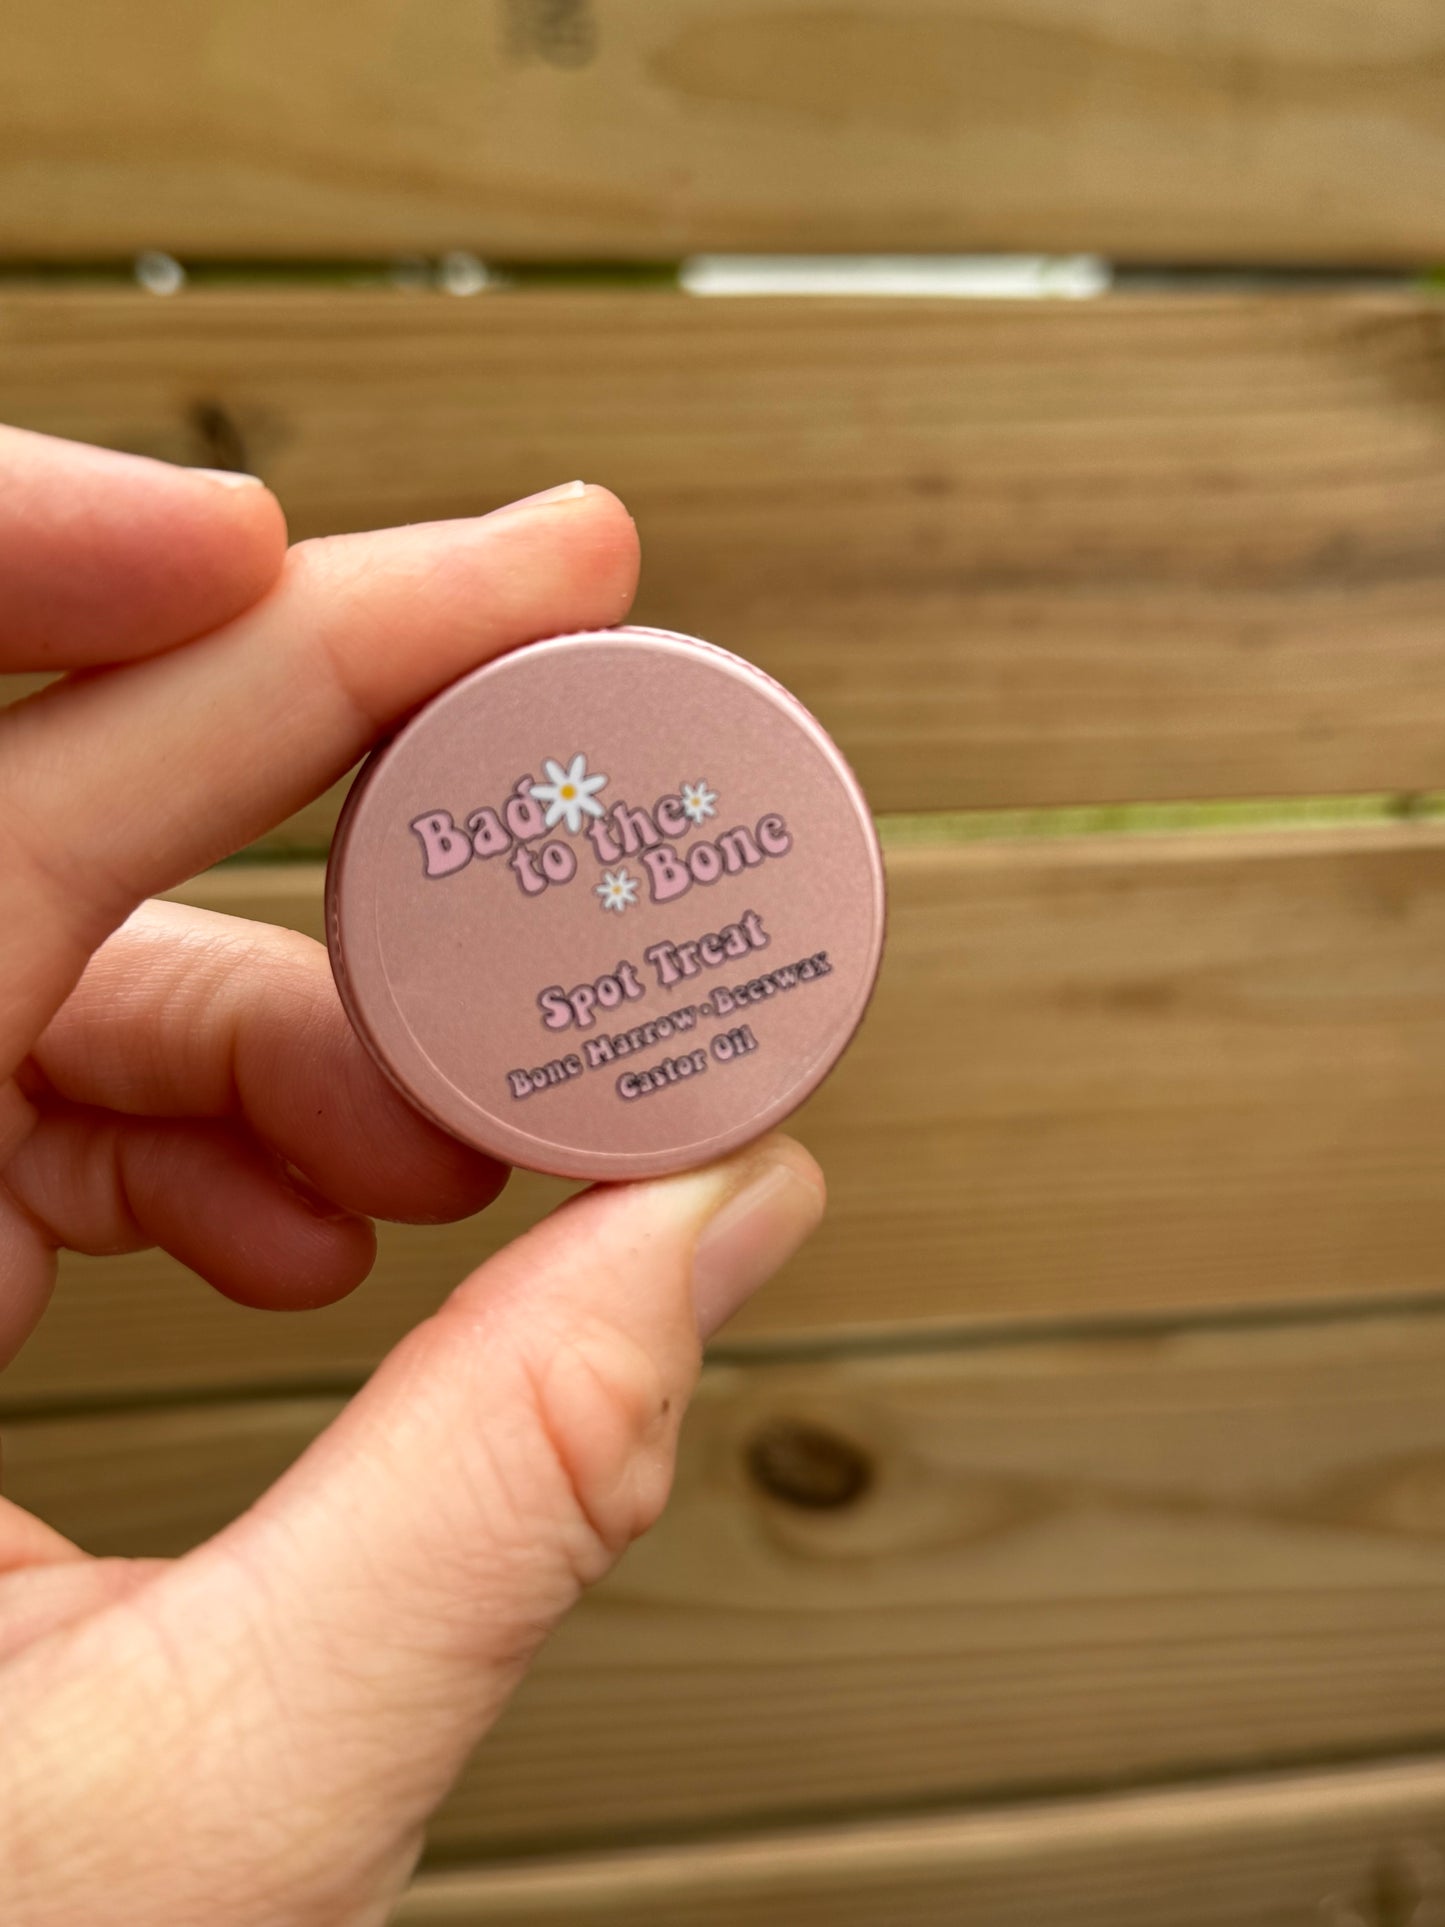 Bad
to the
Bone
Spot Treat
Bone Marrow · Beeswax
Castor Oil